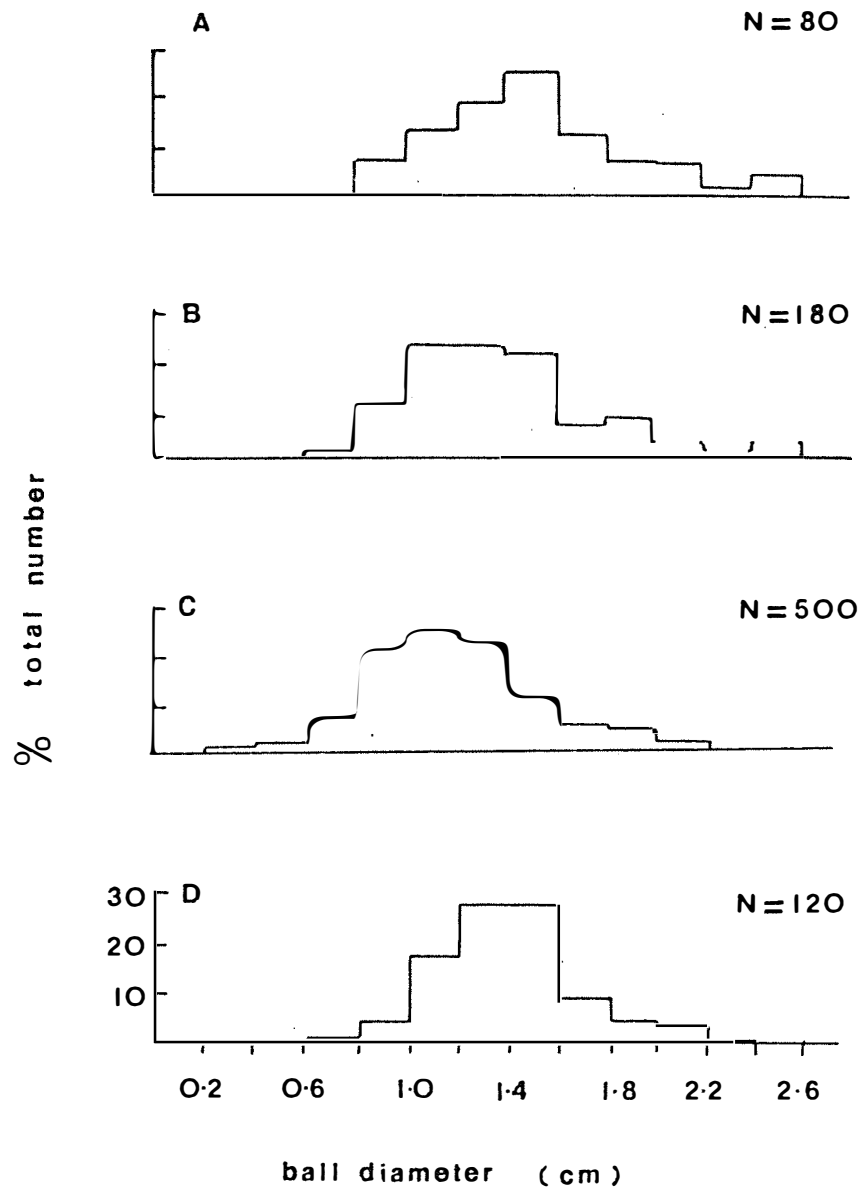 A
N = 80
B
N = 180
C
N = 500
% total number
30
D
N = 120
20
10
0·2 0·6 1·0 1·4 1·8 2·2 2·6
ball diameter (cm)